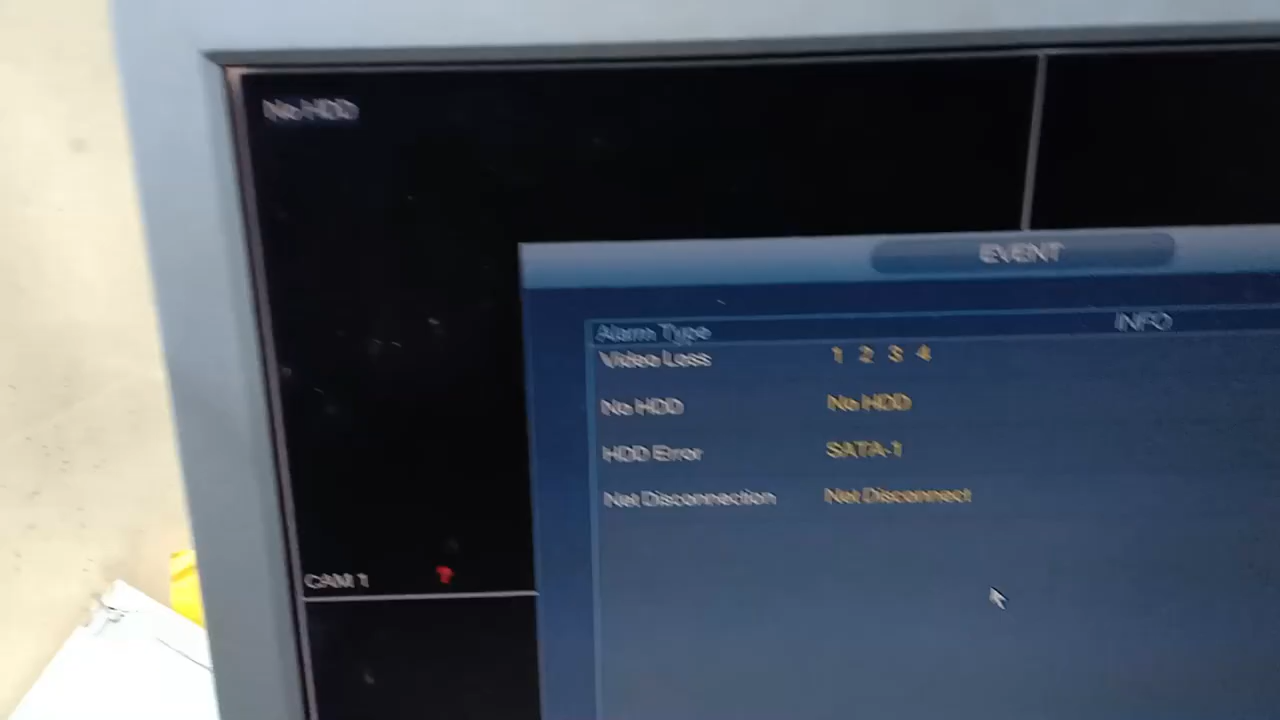 No HDD
EVENT
Alarm Type INFO
Video Loss 1 2 3 4
No HDD No HDD
HDD Error SATA-1
Net Disconnection Net Disconnect
CAM 1 ?